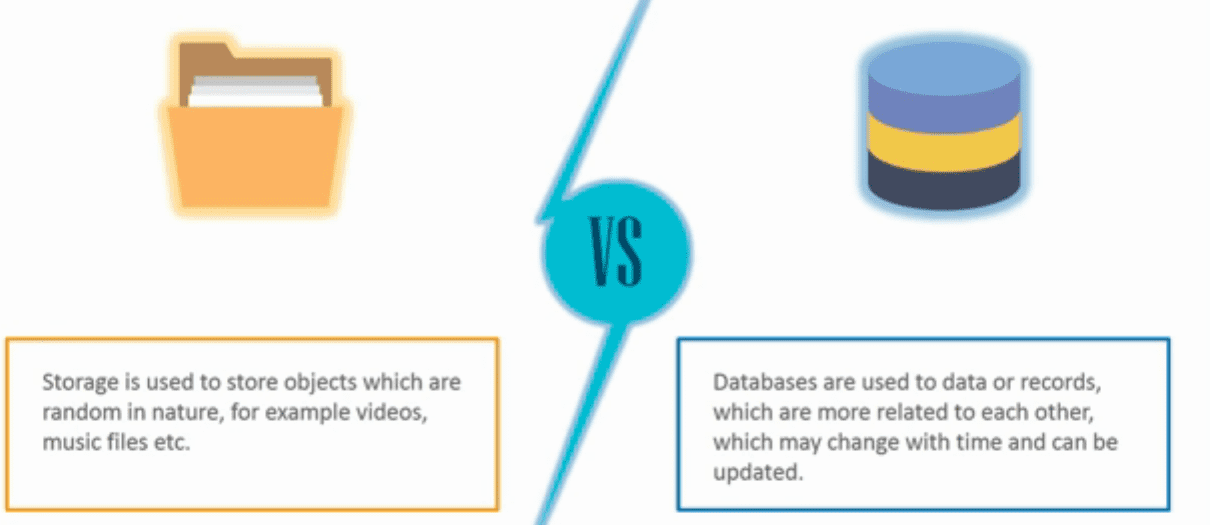 VS
Storage is used to store objects which are
random in nature, for example videos,
music files etc.
Databases are used to data or records,
which are more related to each other,
which may change with time and can be
updated.